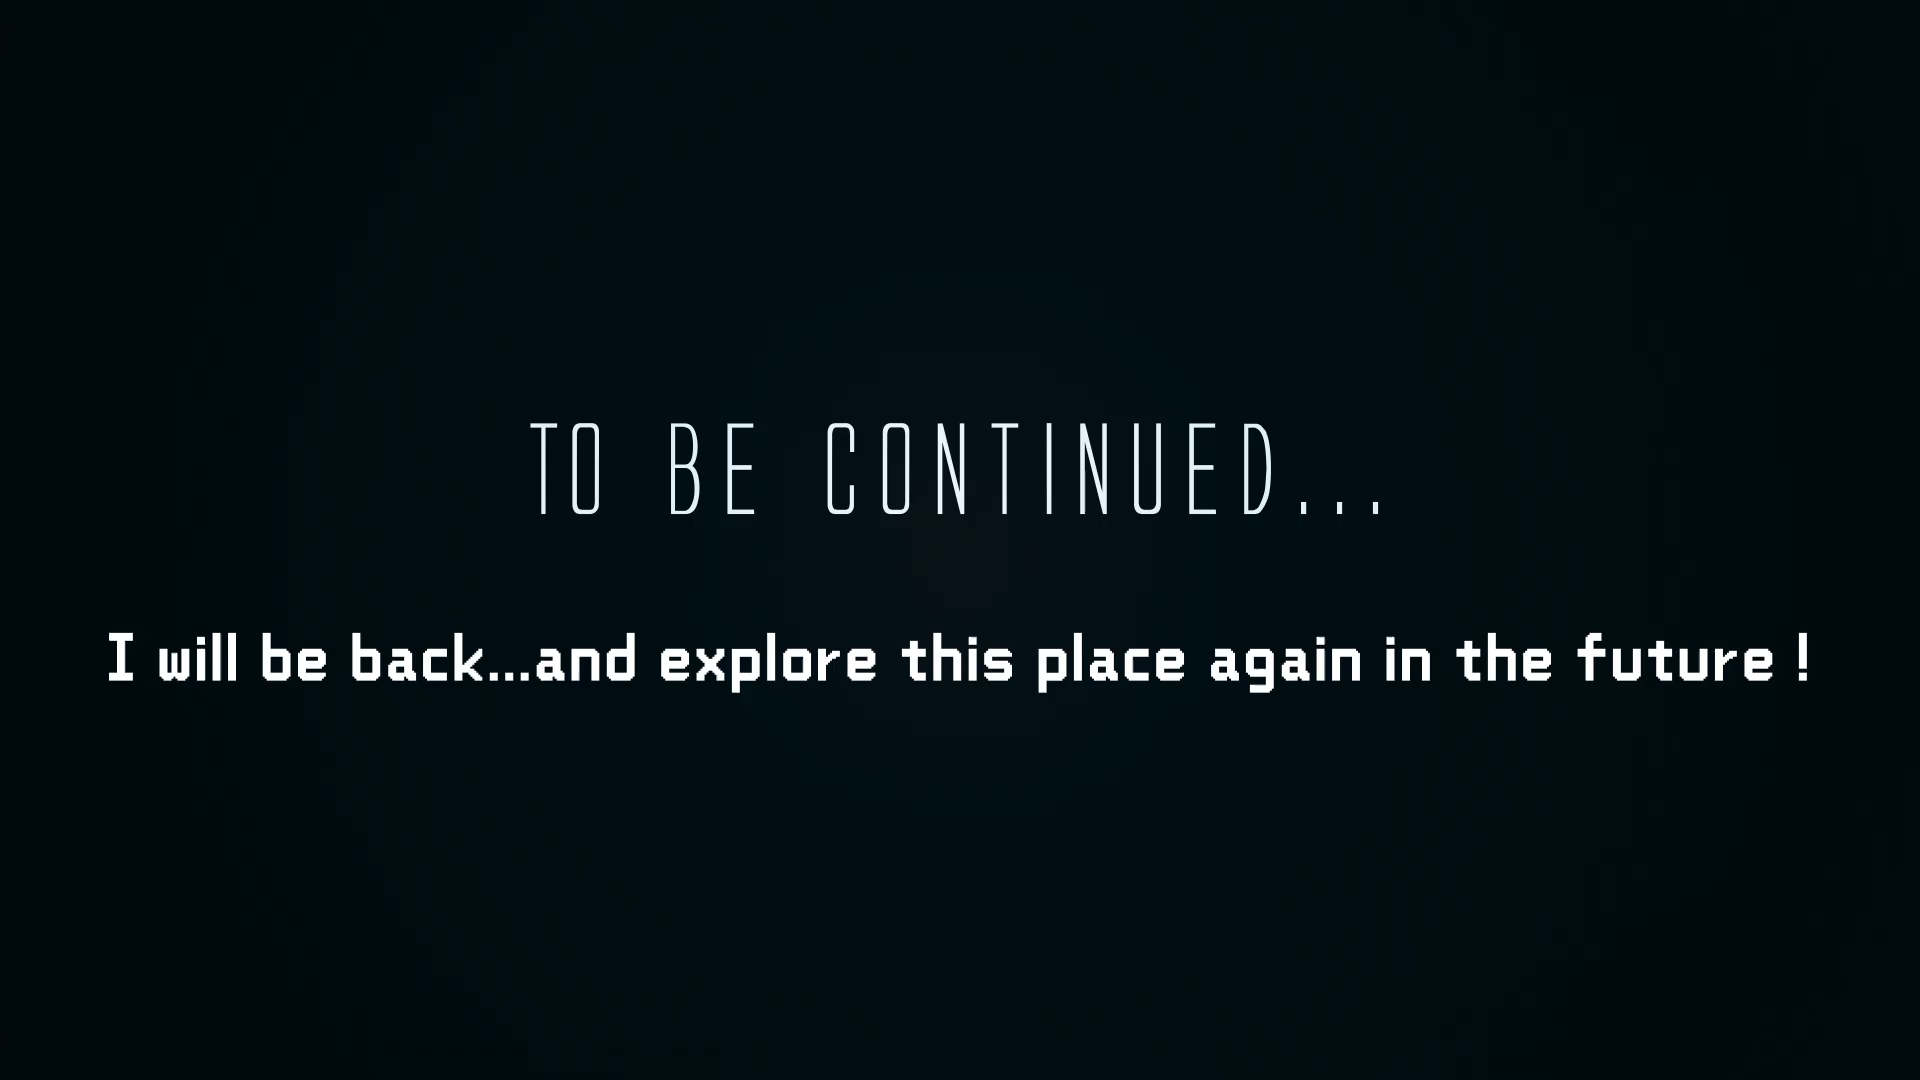 TO BE CONTINUED...
I will be back...and explore this place again in the future !